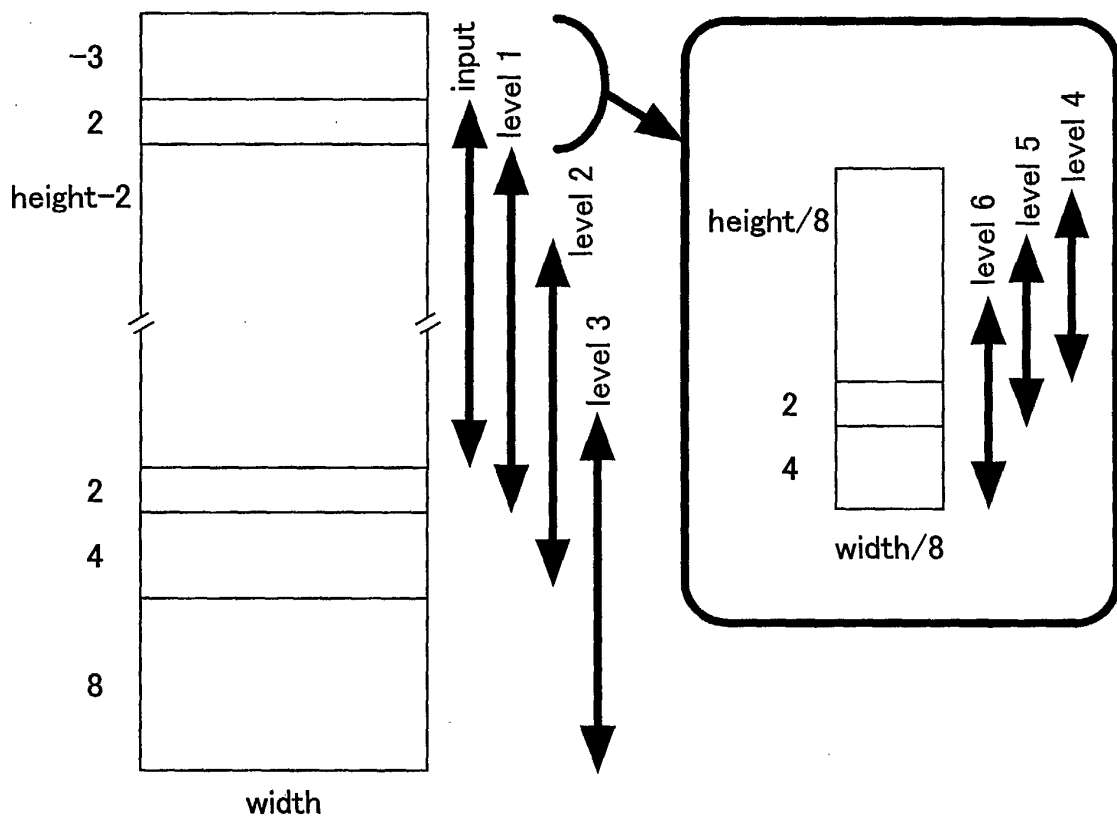 -3
2
height-2
2
4
8
width
input
level 1
level 2
level 3
height/8
2
4
width/8
level 6
level 5
level 4